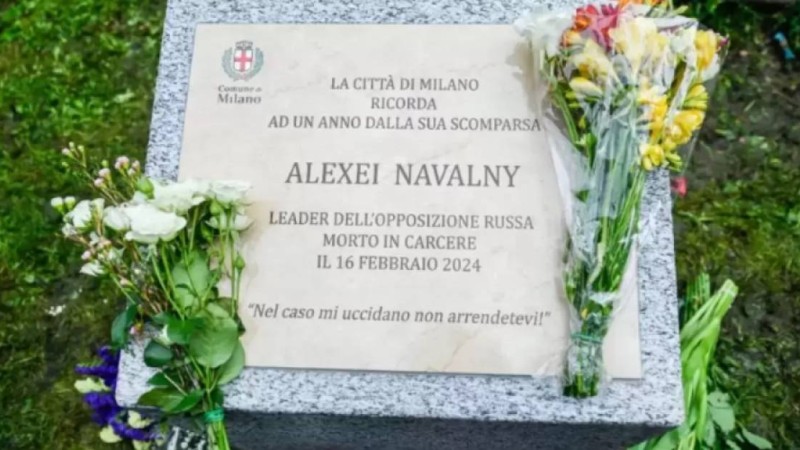 Comune di
Milano
LA CITTÀ DI MILANO
RICORDA
AD UN ANNO DALLA SUA SCOMPARSA
ALEXEI NAVALNY
LEADER DELL'OPPOSIZIONE RUSSA
MORTO IN CARCERE
IL 16 FEBBRAIO 2024
“Nel caso mi uccidano non arrendetevi!”